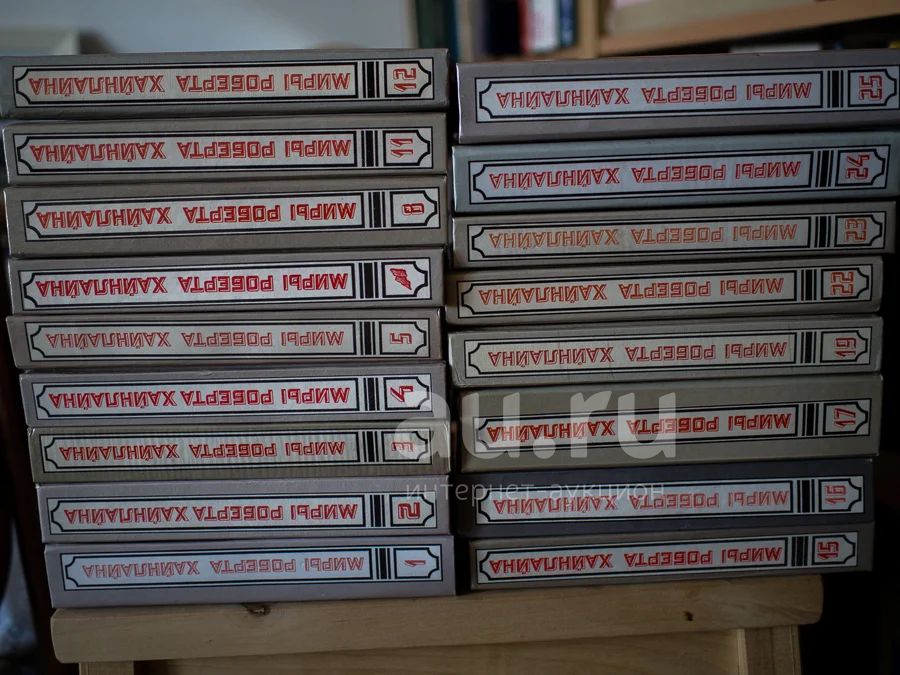 МИРЫ РОБЕРТА ХАЙНЛАЙНА 12
МИРЫ РОБЕРТА ХАЙНЛАЙНА 11
МИРЫ РОБЕРТА ХАЙНЛАЙНА 8
МИРЫ РОБЕРТА ХАЙНЛАЙНА
МИРЫ РОБЕРТА ХАЙНЛАЙНА 5
МИРЫ РОБЕРТА ХАЙНЛАЙНА 4
МИРЫ РОБЕРТА ХАЙНЛАЙНА 3
МИРЫ РОБЕРТА ХАЙНЛАЙНА 2
МИРЫ РОБЕРТА ХАЙНЛАЙНА 1
МИРЫ РОБЕРТА ХАЙНЛАЙНА 25
МИРЫ РОБЕРТА ХАЙНЛАЙНА 24
МИРЫ РОБЕРТА ХАЙНЛАЙНА 23
МИРЫ РОБЕРТА ХАЙНЛАЙНА 22
МИРЫ РОБЕРТА ХАЙНЛАЙНА 19
МИРЫ РОБЕРТА ХАЙНЛАЙНА 17
МИРЫ РОБЕРТА ХАЙНЛАЙНА 16
МИРЫ РОБЕРТА ХАЙНЛАЙНА 15
au.ru
интернет-аукцион